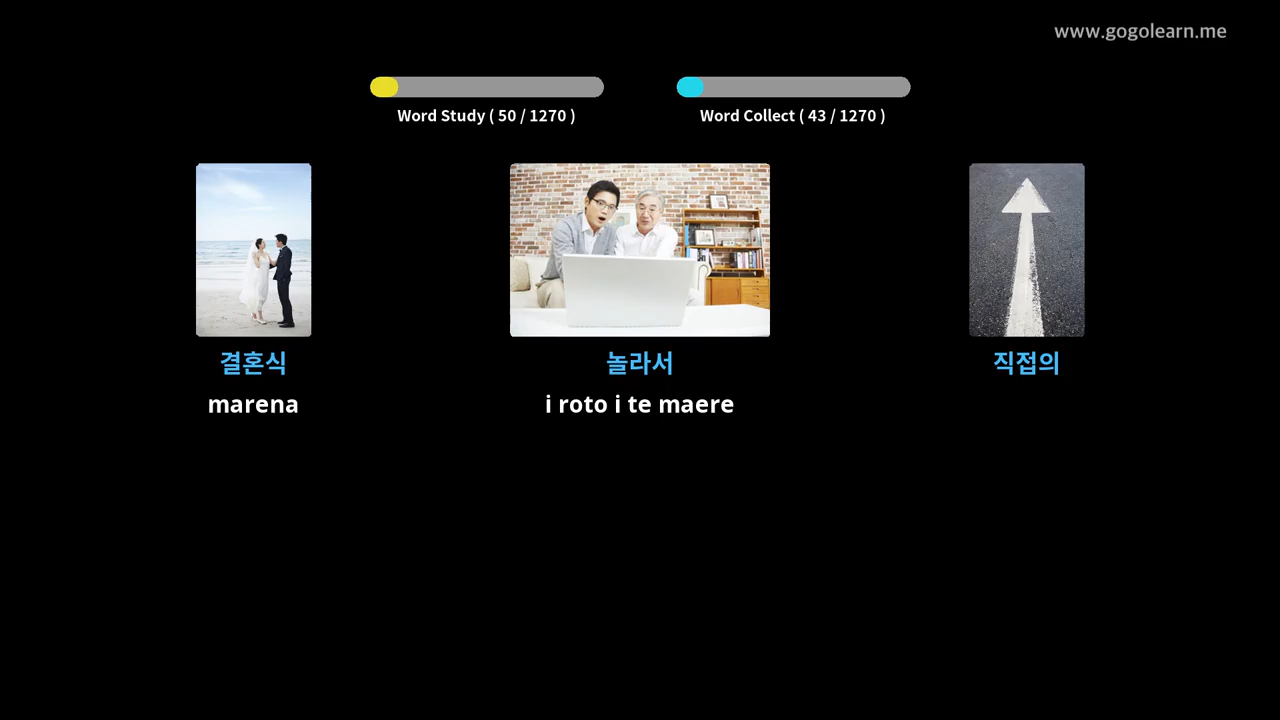 www.gogolearn.me
Word Study ( 50 / 1270 )
Word Collect ( 43 / 1270 )
결혼식
놀라서
직접의
marena
i roto i te maere